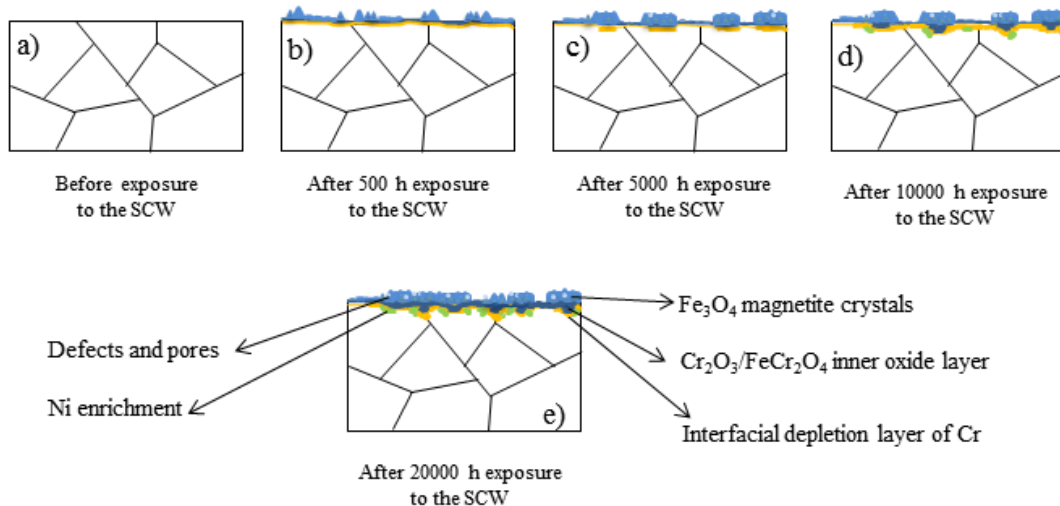 a)
b)
c)
d)
Before exposure
to the SCW
After 500 h exposure
to the SCW
After 5000 h exposure
to the SCW
After 10000 h exposure
to the SCW
Defects and pores
Ni enrichment
e)
Fe₃O₄ magnetite crystals
Cr₂O₃/FeCr₂O₄ inner oxide layer
Interfacial depletion layer of Cr
After 20000 h exposure
to the SCW